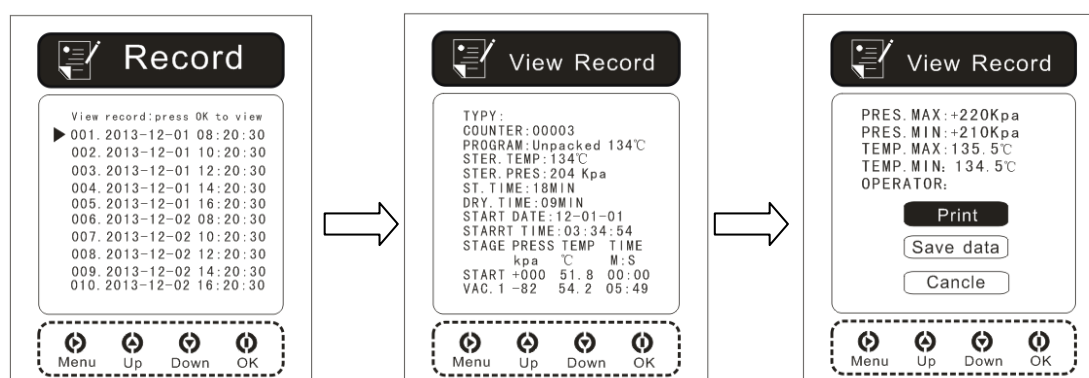 Record
View record:press OK to view
001.2013-12-01 08:20:30
002.2013-12-01 10:20:30
003.2013-12-01 12:20:30
004.2013-12-01 14:20:30
005.2013-12-01 16:20:30
006.2013-12-02 08:20:30
007.2013-12-02 10:20:30
008.2013-12-02 12:20:30
009.2013-12-02 14:20:30
010.2013-12-02 16:20:30
Menu Up Down OK
View Record
TYPY:
COUNTER:00003
PROGRAM:Unpacked 134℃
STER.TEMP:134℃
STER.PRES:204 Kpa
ST.TIME:18MIN
DRY.TIME:09MIN
START DATE:12-01-01
STARRT TIME:03:34:54
STAGE PRESS TEMP TIME
kpa ℃ M:S
START +000 51.8 00:00
VAC.1 -82 54.2 05:49
Menu Up Down OK
View Record
PRES.MAX:+220Kpa
PRES.MIN:+210Kpa
TEMP.MAX:135.5℃
TEMP.MIN: 134.5℃
OPERATOR:
Print
Save data
Cancle
Menu Up Down OK